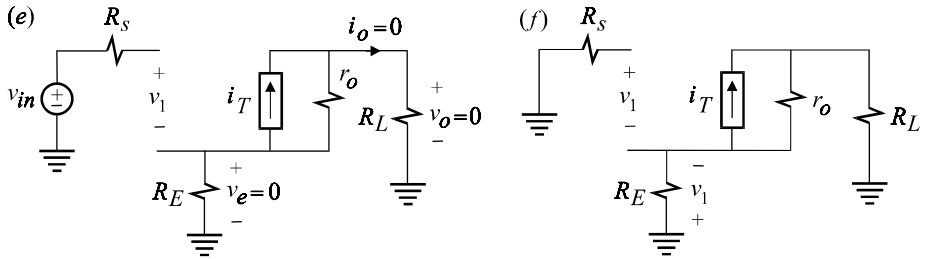 (e)
R_s
i_o = 0
v_in
+
−
+
v_1
−
i_T
r_o
R_L
+
v_o = 0
−
R_E
+
v_e = 0
−
(f)
R_s
+
v_1
−
i_T
r_o
R_L
R_E
−
v_1
+